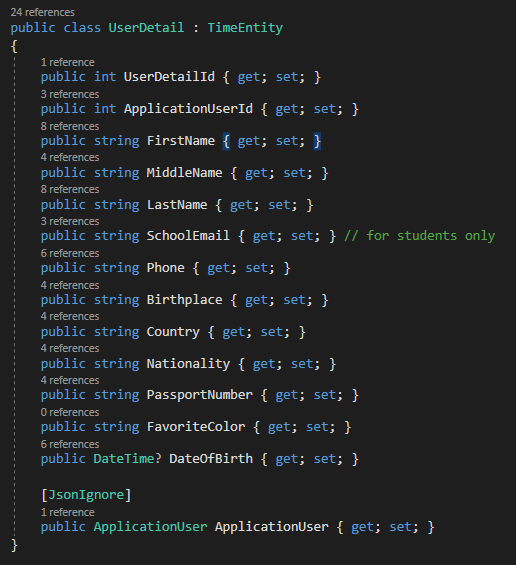 24 references
public class UserDetail : TimeEntity
{
1 reference
public int UserDetailId { get; set; }
3 references
public int ApplicationUserId { get; set; }
8 references
public string FirstName { get; set; }
4 references
public string MiddleName { get; set; }
8 references
public string LastName { get; set; }
3 references
public string SchoolEmail { get; set; } // for students only
6 references
public string Phone { get; set; }
4 references
public string Birthplace { get; set; }
4 references
public string Country { get; set; }
4 references
public string Nationality { get; set; }
4 references
public string PassportNumber { get; set; }
0 references
public string FavoriteColor { get; set; }
6 references
public DateTime? DateOfBirth { get; set; }
[JsonIgnore]
1 reference
public ApplicationUser ApplicationUser { get; set; }
}